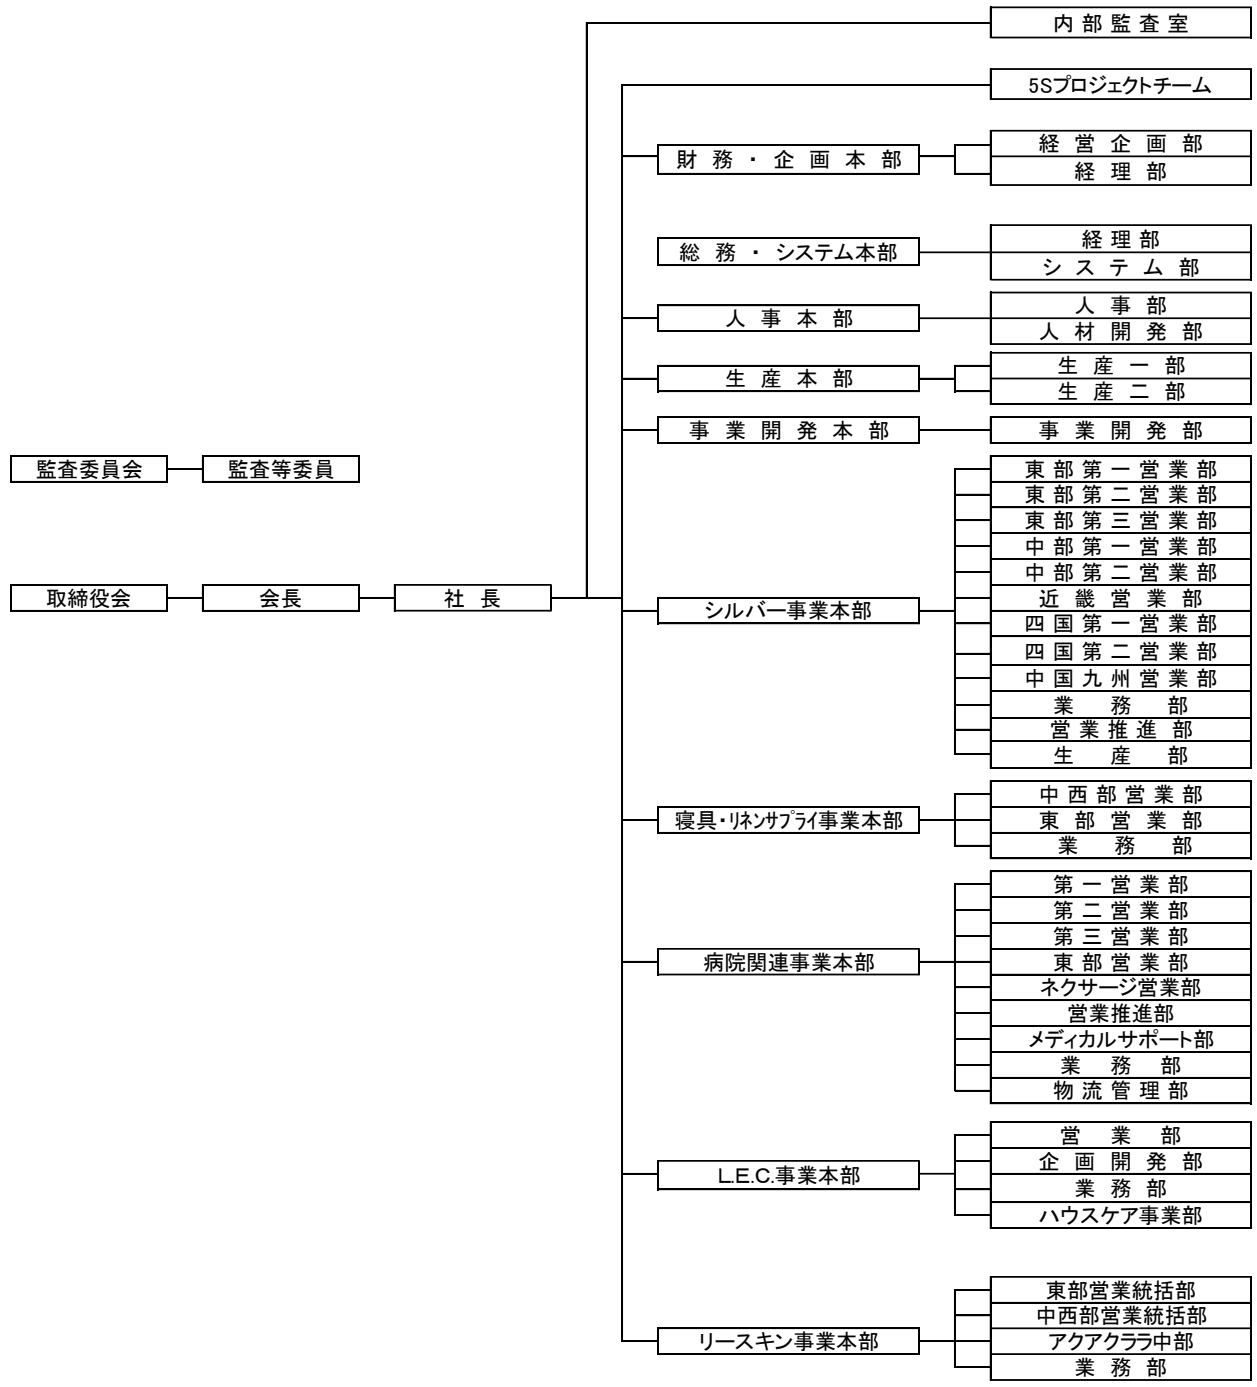 内部監査室
5Sプロジェクトチーム
財務・企画本部
経営企画部
経理部
総務・システム本部
経理部
システム部
人事本部
人事部
人材開発部
生産本部
生産一部
生産二部
事業開発本部
事業開発部
監査委員会
監査等委員
取締役会
会長
社長
シルバー事業本部
東部第一営業部
東部第二営業部
東部第三営業部
中部第一営業部
中部第二営業部
近畿営業部
四国第一営業部
四国第二営業部
中国九州営業部
業務部
営業推進部
生産部
寝具・リネンサプライ事業本部
中西部営業部
東部営業部
業務部
病院関連事業本部
第一営業部
第二営業部
第三営業部
東部営業部
ネクサージ営業部
営業推進部
メディカルサポート部
業務部
物流管理部
L.E.C.事業本部
営業部
企画開発部
業務部
ハウスケア事業部
リースキン事業本部
東部営業統括部
中西部営業統括部
アクアクララ中部
業務部